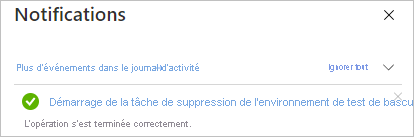 Notifications
Plus d'événements dans le journal d'activité
Ignorer tout
Démarrage de la tâche de suppression de l'environnement de test de bascu
L'opération s'est terminée correctement.